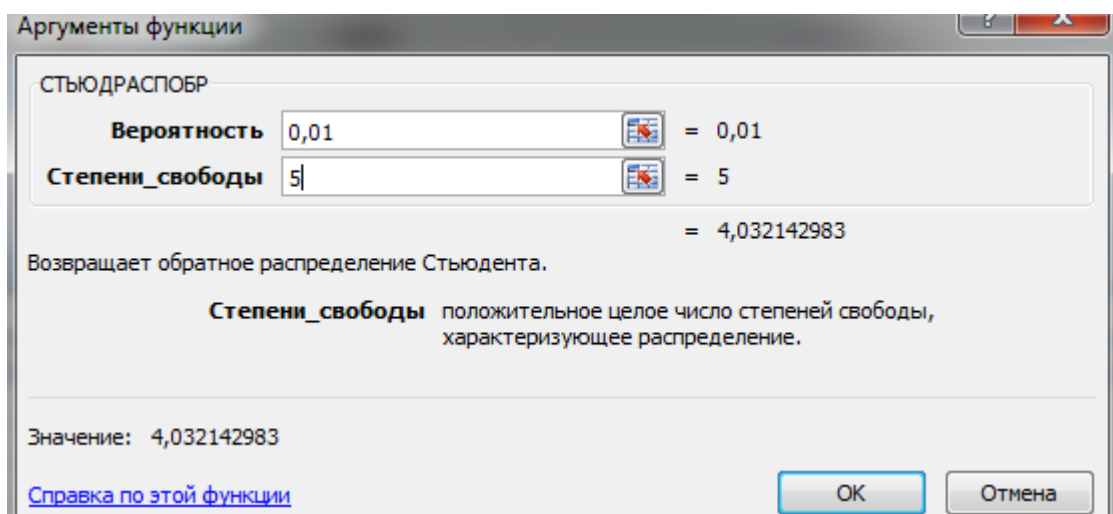 Аргументы функции
? X
СТЬЮДРАСПОБР
Вероятность 0,01 = 0,01
Степени_свободы 5 = 5
= 4,032142983
Возвращает обратное распределение Стьюдента.
Степени_свободы положительное целое число степеней свободы,
характеризующее распределение.
Значение: 4,032142983
Справка по этой функции ОК Отмена